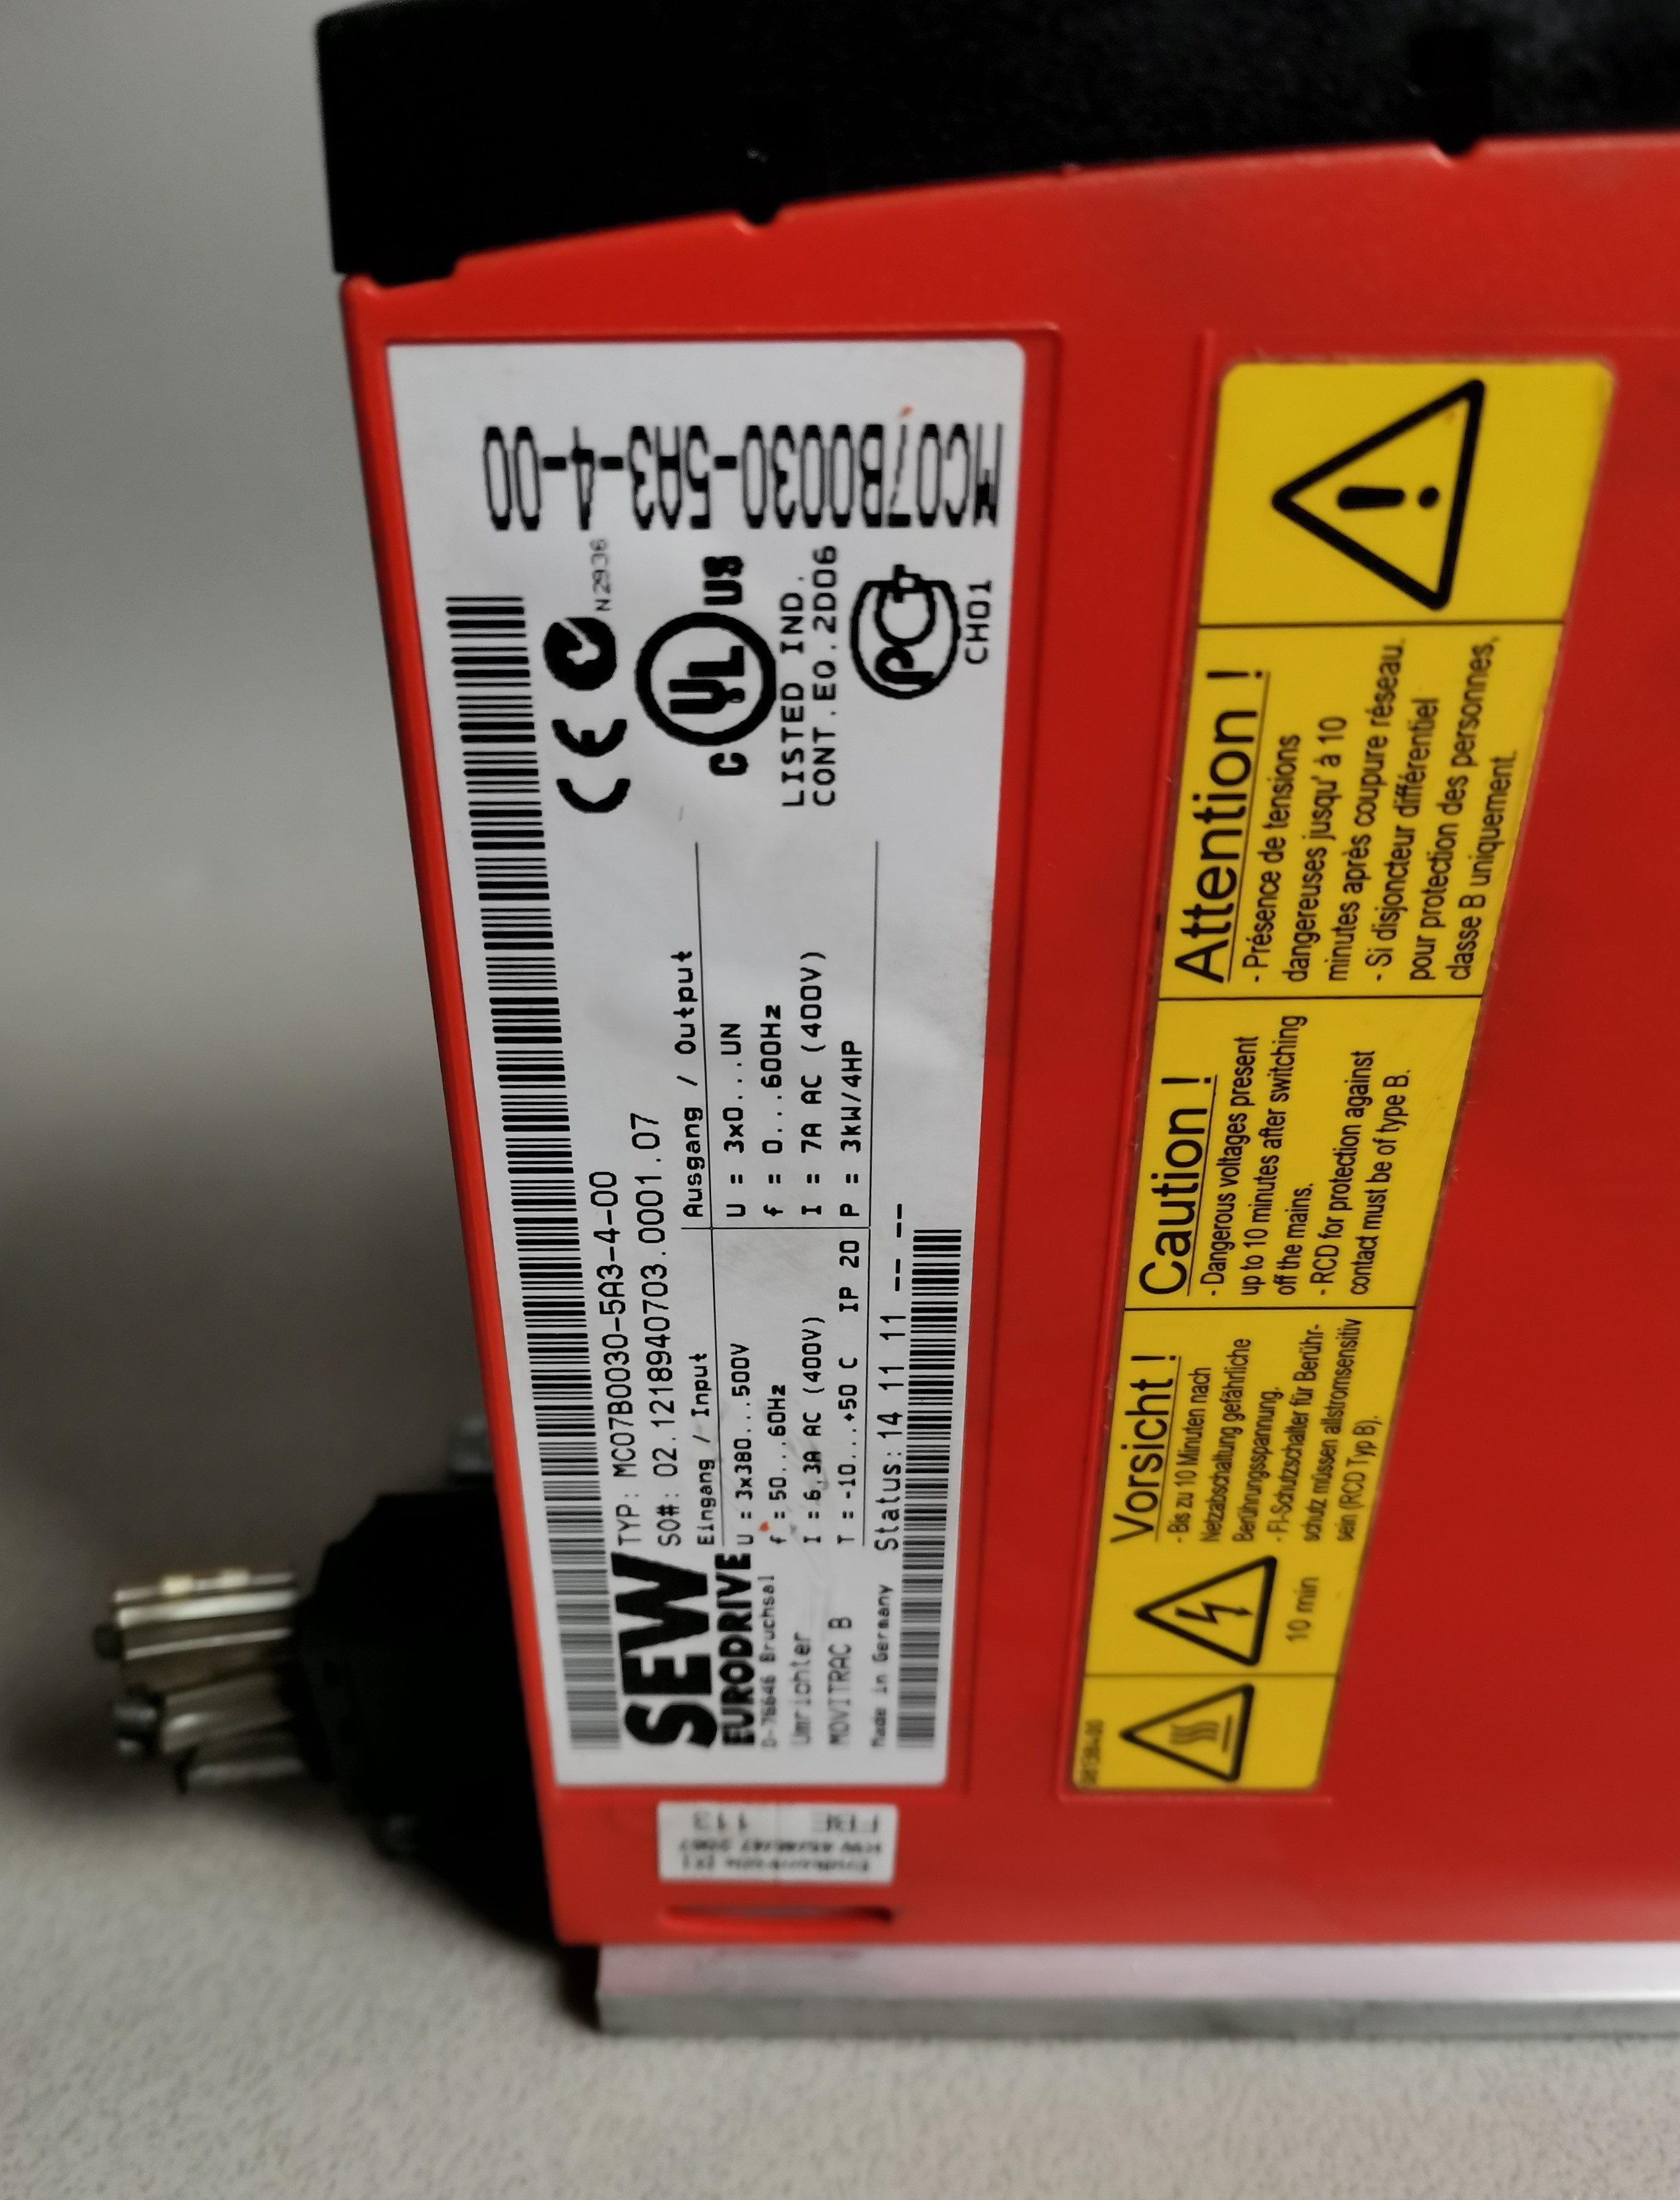 MC07B0030-5A3-4-00
SEW
EURODRIVE
D-76646 Bruchsal
Umrichter
MOVITRAC B
Made in Germany
TYP: MC07B0030-5A3-4-00
SO#: 02.1218940703.0001.07
Eingang / Input
U = 3x380...500V
f = 50...60Hz
I = 6,3A AC (400V)
T = -10...+50 C IP 20
Status: 14 11 11 -- --
Ausgang / Output
U = 3x0...UN
f = 0...600Hz
I = 7A AC (400V)
P = 3kW/4HP
CE
N2936
C UL US
LISTED IND.
CONT.EQ.2D06
CH01
10 min
Vorsicht !
- Bis zu 10 Minuten nach
Netzabschaltung gefährliche
Berührungsspannung.
- FI-Schutzschalter für Berühr-
schutz müssen allstromsensitiv
sein (RCD Typ B).
Caution !
- Dangerous voltages present
up to 10 minutes after switching
off the mains.
- RCD for protection against
contact must be of type B.
Attention !
- Présence de tensions
dangereuses jusqu' à 10
minutes après coupure réseau.
- Si disjoncteur différentiel
pour protection des personnes,
classe B uniquement.